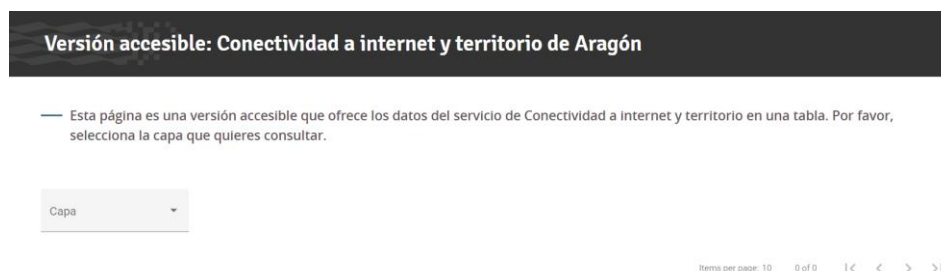 Versión accesible: Conectividad a internet y territorio de Aragón
Esta página es una versión accesible que ofrece los datos del servicio de Conectividad a internet y territorio en una tabla. Por favor,
selecciona la capa que quieres consultar.
Capa
Items per page: 10 0 of 0